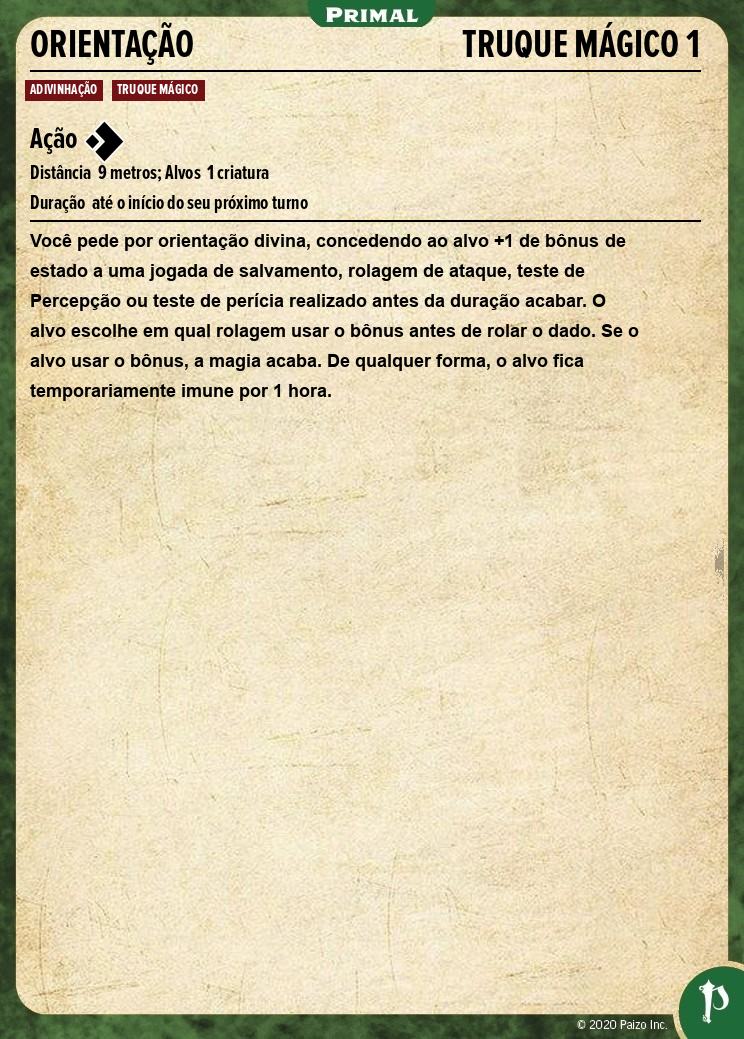 PRIMAL
ORIENTAÇÃO TRUQUE MÁGICO 1
ADIVINHAÇÃO TRUQUE MÁGICO
Ação
Distância 9 metros; Alvos 1 criatura
Duração até o início do seu próximo turno
Você pede por orientação divina, concedendo ao alvo +1 de bônus de
estado a uma jogada de salvamento, rolagem de ataque, teste de
Percepção ou teste de perícia realizado antes da duração acabar. O
alvo escolhe em qual rolagem usar o bônus antes de rolar o dado. Se o
alvo usar o bônus, a magia acaba. De qualquer forma, o alvo fica
temporariamente imune por 1 hora.
© 2020 Paizo Inc.
P